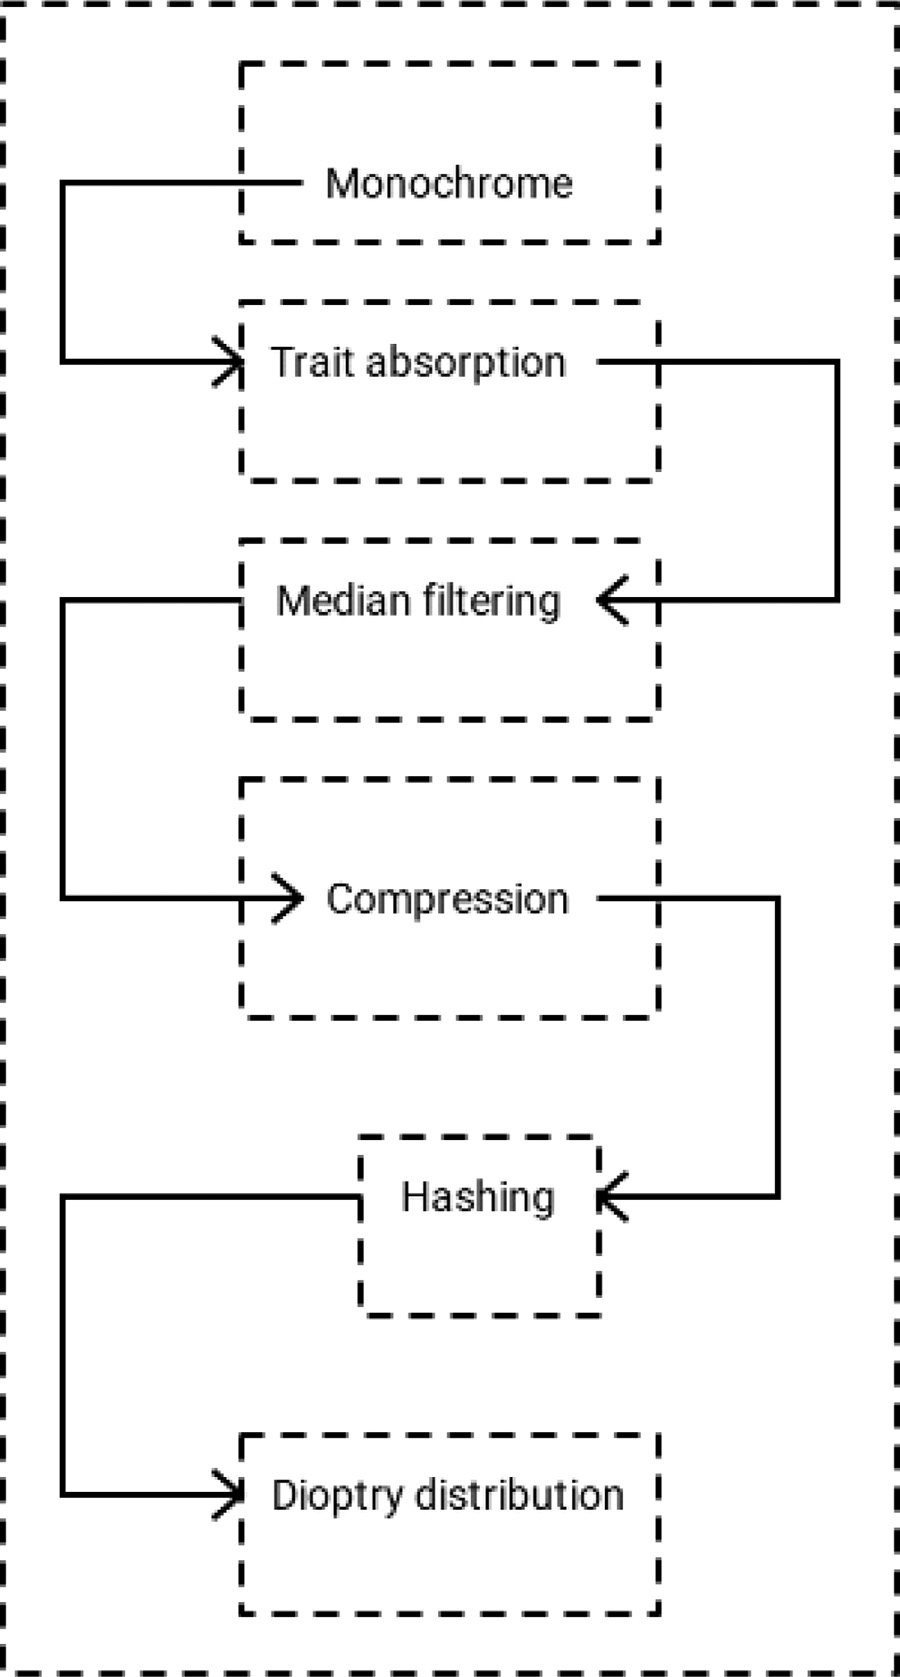 Monochrome
Trait absorption
Median filtering
Compression
Hashing
Dioptry distribution